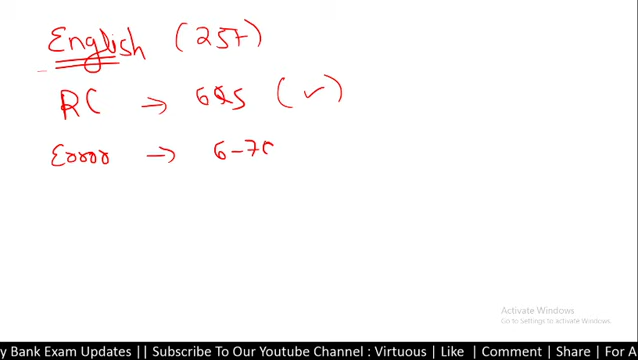 English (257)
RC →
Error → 6-7
Activate Windows
Go to Settings to activate Windows.
y Bank Exam Updates || Subscribe To Our Youtube Channel : Virtuous | Like | Comment | Share | For A